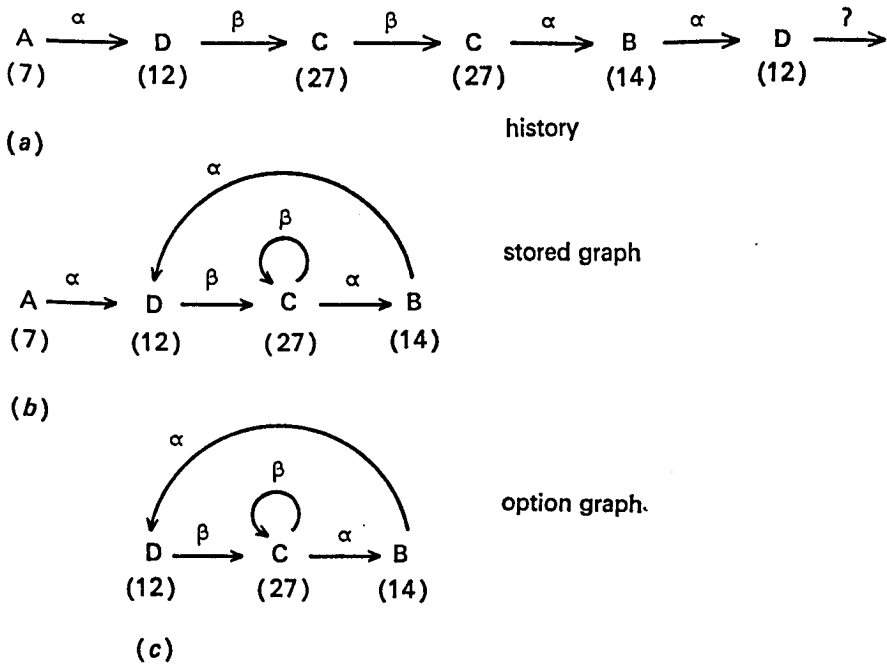 α β β α α ?
A D C C B D
(7) (12) (27) (27) (14) (12)
history
(a)
α
β
stored graph
α β α
A D C B
(7) (12) (27) (14)
(b)
α
β
option graph
β α
D C B
(12) (27) (14)
(c)